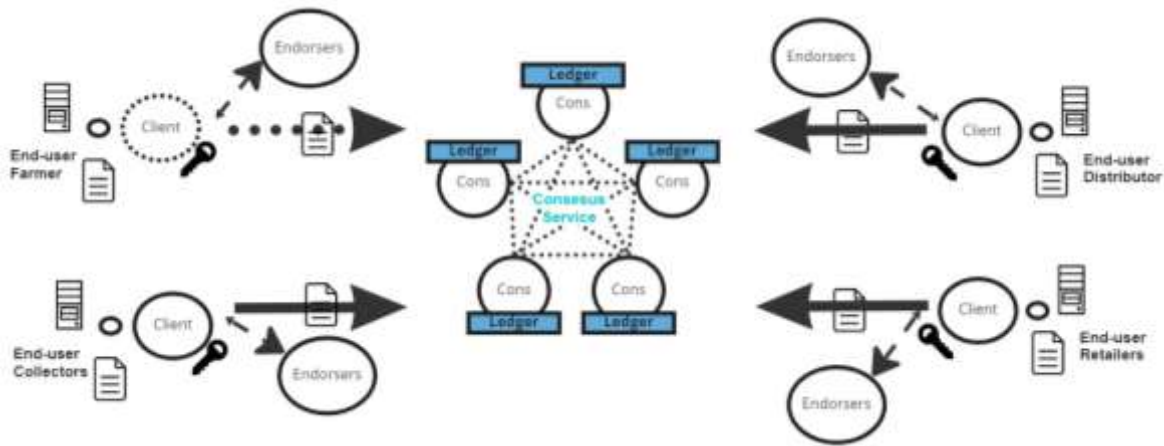 Endorsers
Client
End-user
Farmer
Ledger
Cons
Ledger
Cons
Ledger
Cons
Consesus
Service
Cons
Ledger
Cons
Ledger
Endorsers
Client
End-user
Distributor
Client
End-user
Collectors
Endorsers
Client
End-user
Retailers
Endorsers